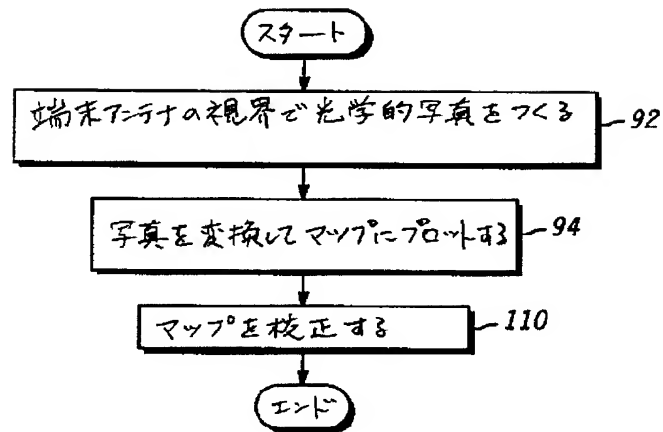 スタート
端末アンテナの視界で光学的写真をつくる
92
写真を変換してマップにプロットする
94
マップを校正する
110
エンド